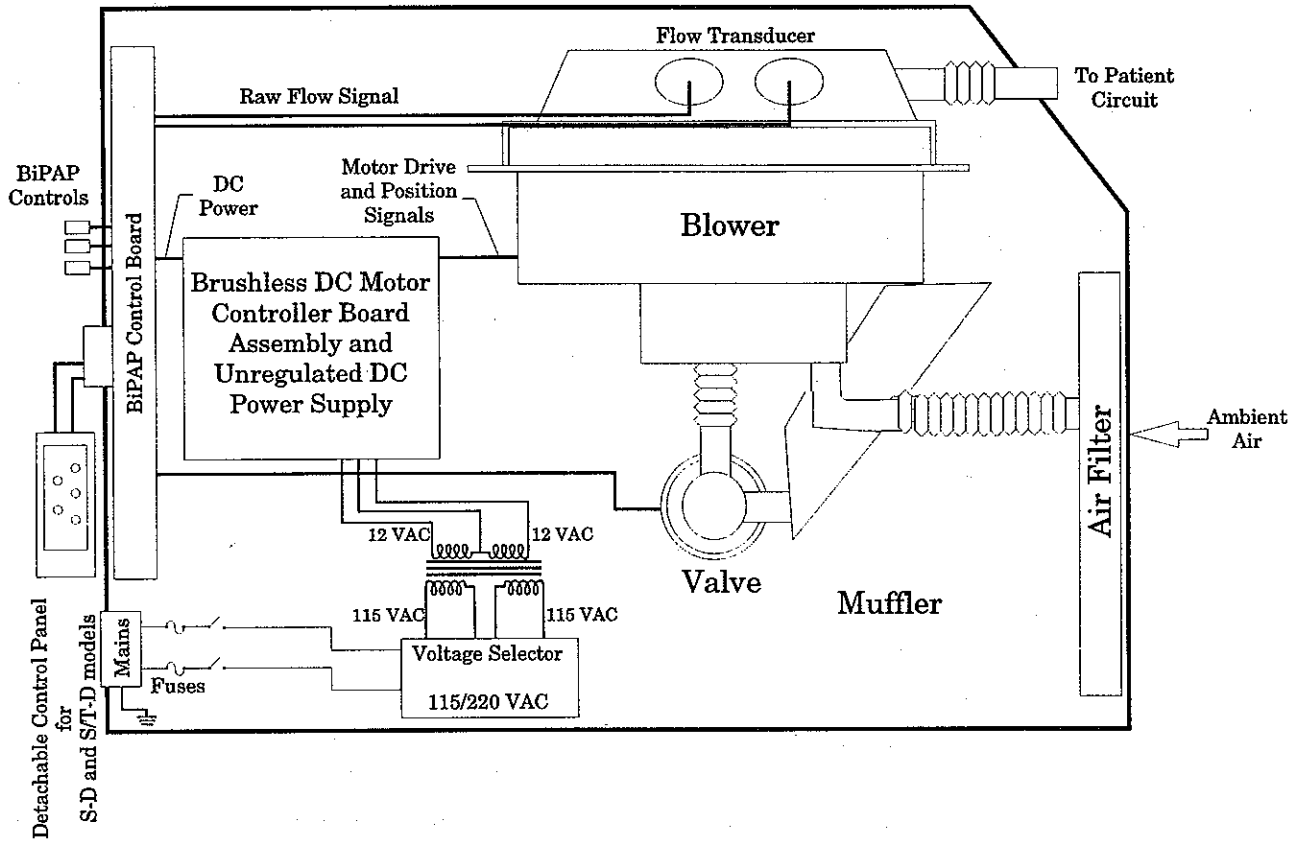 Flow Transducer
To Patient
Circuit
Raw Flow Signal
BiPAP
Controls
DC
Power
Motor Drive
and Position
Signals
Blower
BiPAP Control Board
Brushless DC Motor
Controller Board
Assembly and
Unregulated DC
Power Supply
Ambient
Air
Air Filter
12 VAC
12 VAC
Valve
Muffler
115 VAC
115 VAC
Voltage Selector
115/220 VAC
Mains
Fuses
Detachable Control Panel
for
S-D and S/T-D models